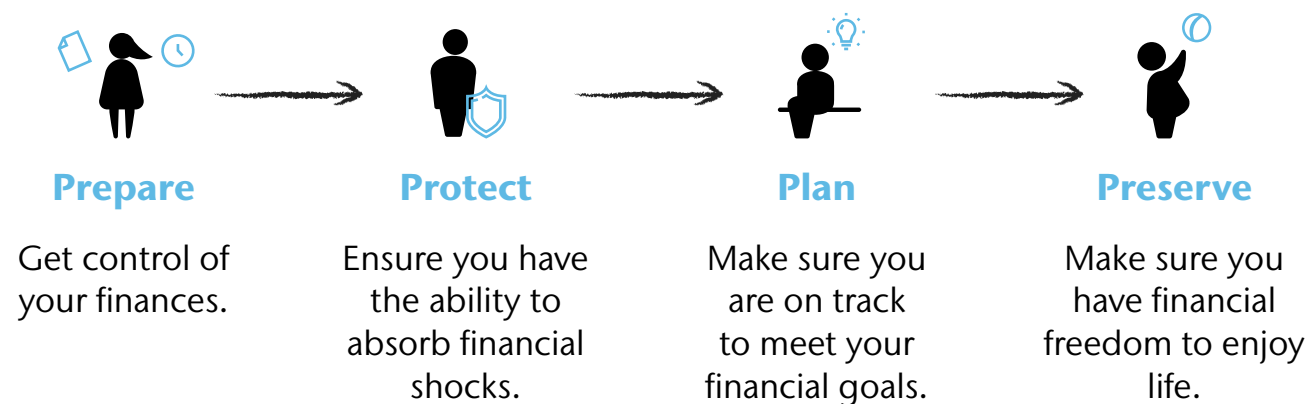 Prepare
Get control of
your finances.
Protect
Ensure you have
the ability to
absorb financial
shocks.
Plan
Make sure you
are on track
to meet your
financial goals.
Preserve
Make sure you
have financial
freedom to enjoy
life.